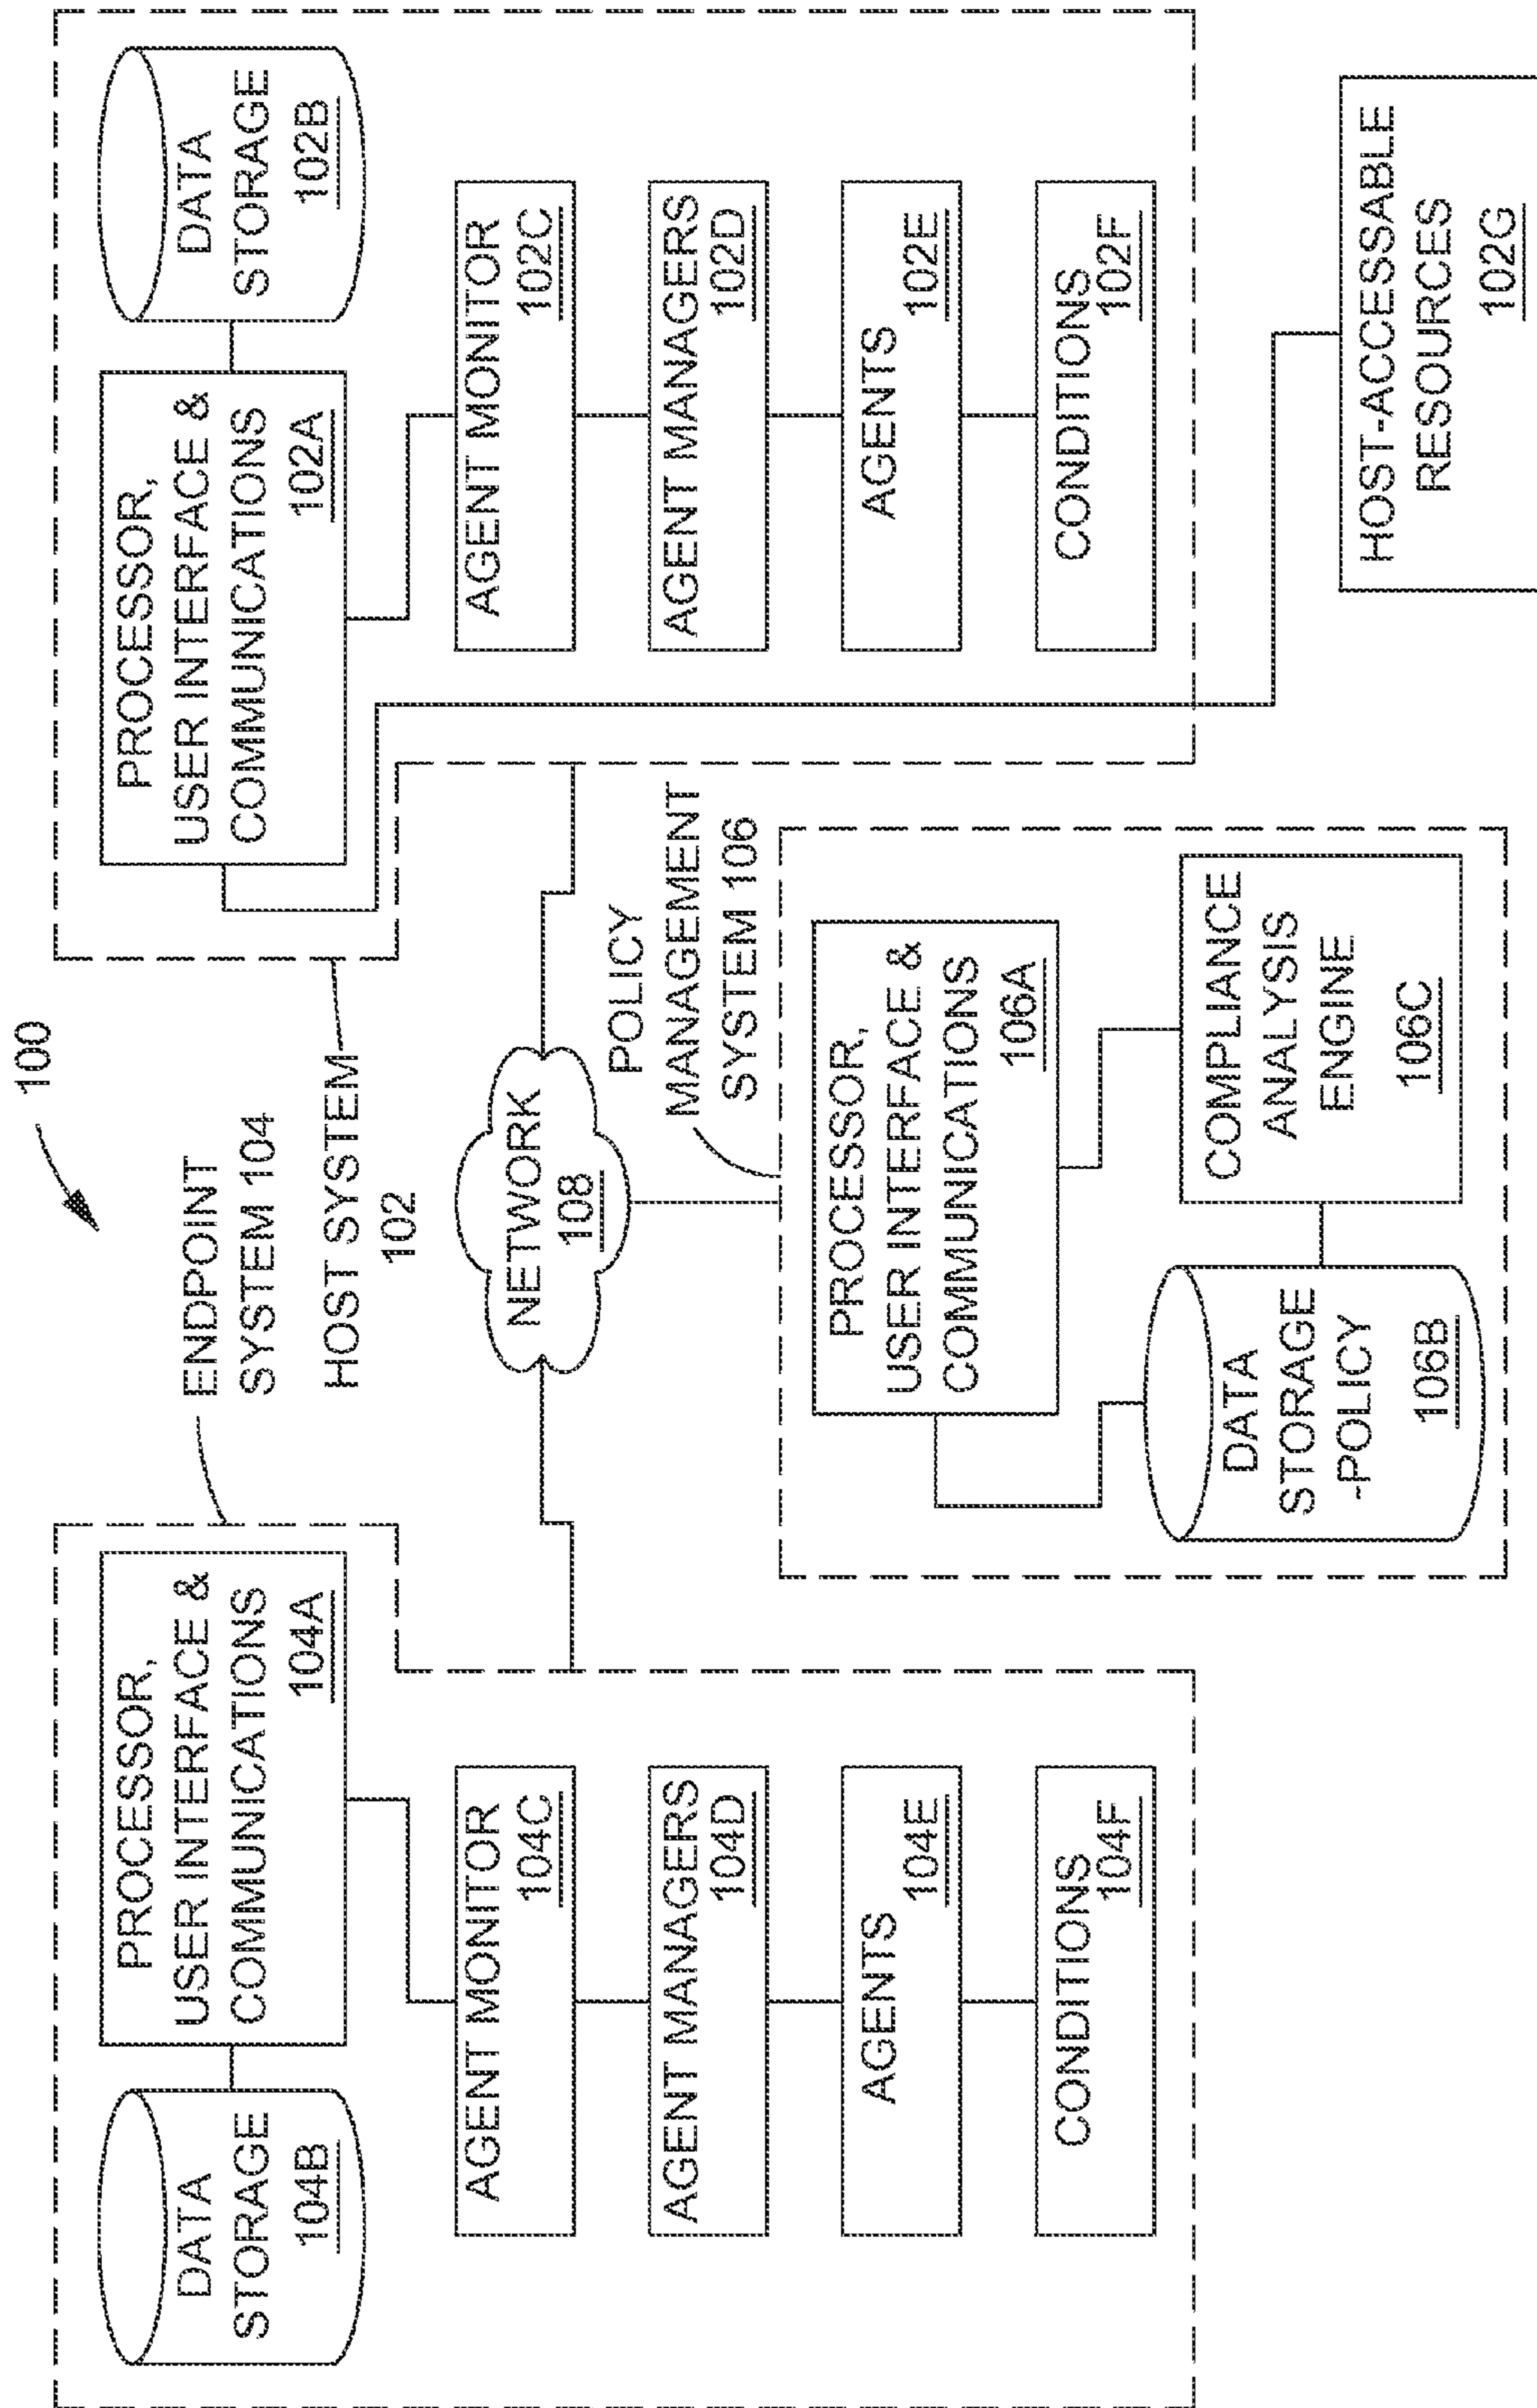 100
ENDPOINT
SYSTEM 104
HOST SYSTEM
102
DATA
STORAGE
104B
PROCESSOR,
USER INTERFACE &
COMMUNICATIONS
104A
AGENT MONITOR
104C
AGENT MANAGERS
104D
AGENTS
104E
CONDITIONS
104F
NETWORK
108
POLICY
MANAGEMENT
SYSTEM 106
PROCESSOR,
USER INTERFACE &
COMMUNICATIONS
106A
DATA
STORAGE
-POLICY
106B
COMPLIANCE
ANALYSIS
ENGINE
106C
PROCESSOR,
USER INTERFACE &
COMMUNICATIONS
102A
DATA
STORAGE
102B
AGENT MONITOR
102C
AGENT MANAGERS
102D
AGENTS
102E
CONDITIONS
102F
HOST-ACCESSABLE
RESOURCES
102G